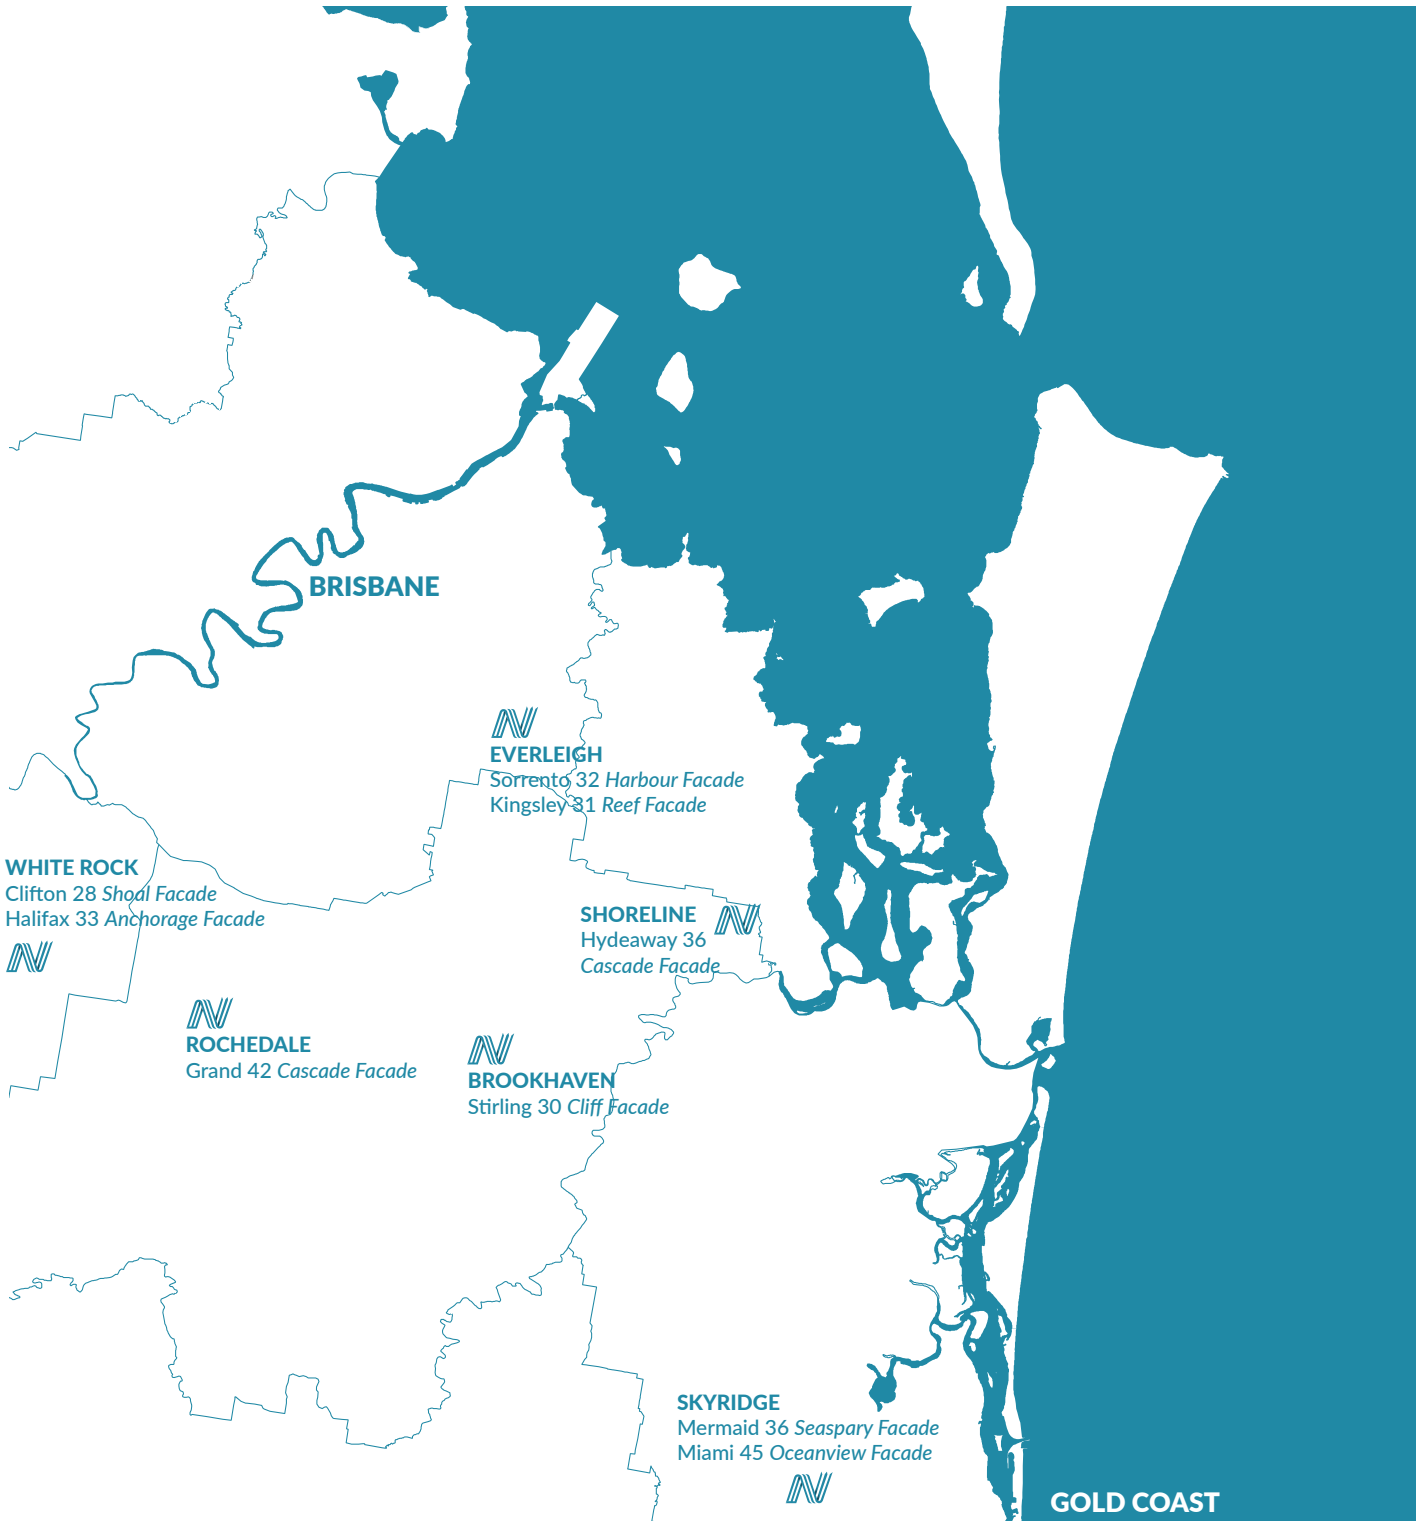 BRISBANE
EVERLEIGH
Sorrento 32 Harbour Facade
Kingsley 31 Reef Facade
WHITE ROCK
Clifton 28 Shoal Facade
Halifax 33 Anchorage Facade
SHORELINE
Hydeaway 36
Cascade Facade
ROCHEDALE
Grand 42 Cascade Facade
BROOKHAVEN
Stirling 30 Cliff Facade
SKYRIDGE
Mermaid 36 Seaspary Facade
Miami 45 Oceanview Facade
GOLD COAST